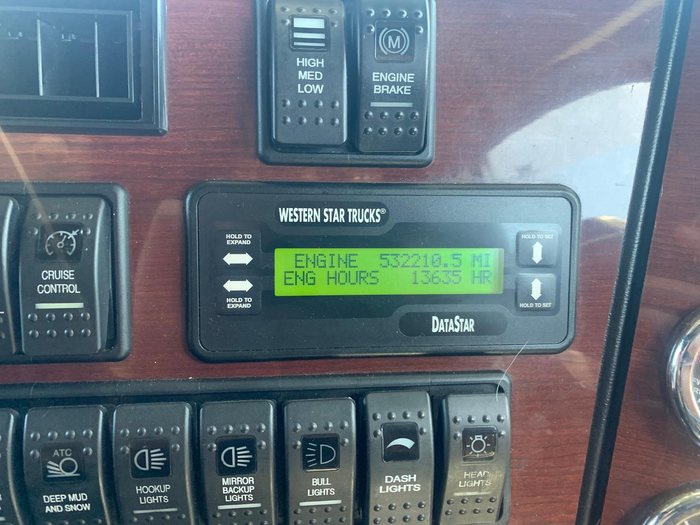 HIGH
MED
LOW
M
ENGINE
BRAKE
WESTERN STAR TRUCKS®
HOLD TO
EXPAND
HOLD TO
EXPAND
ENGINE 532210.5 MI
ENG HOURS 13635 HR
HOLD TO SET
HOLD TO SET
DATASTAR
CRUISE
CONTROL
ATC
DEEP MUD
AND SNOW
HOOKUP
LIGHTS
MIRROR
BACKUP
LIGHTS
BULL
LIGHTS
DASH
LIGHTS
HEAD
LIGHTS